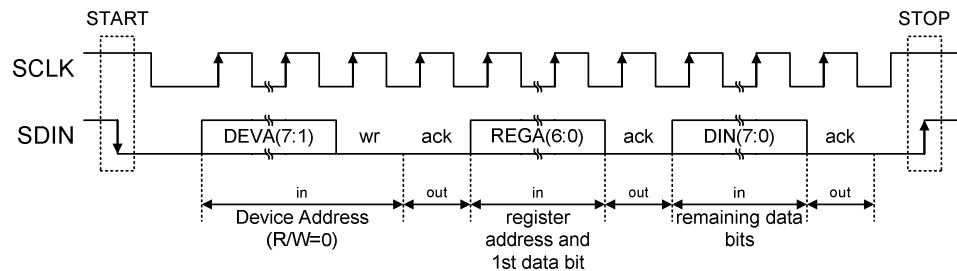 START STOP
SCLK
SDIN DEVA(7:1) wr ack REGA(6:0) ack DIN(7:0) ack
in out in out in out
Device Address register remaining data
(R/W=0) address and bits
1st data bit